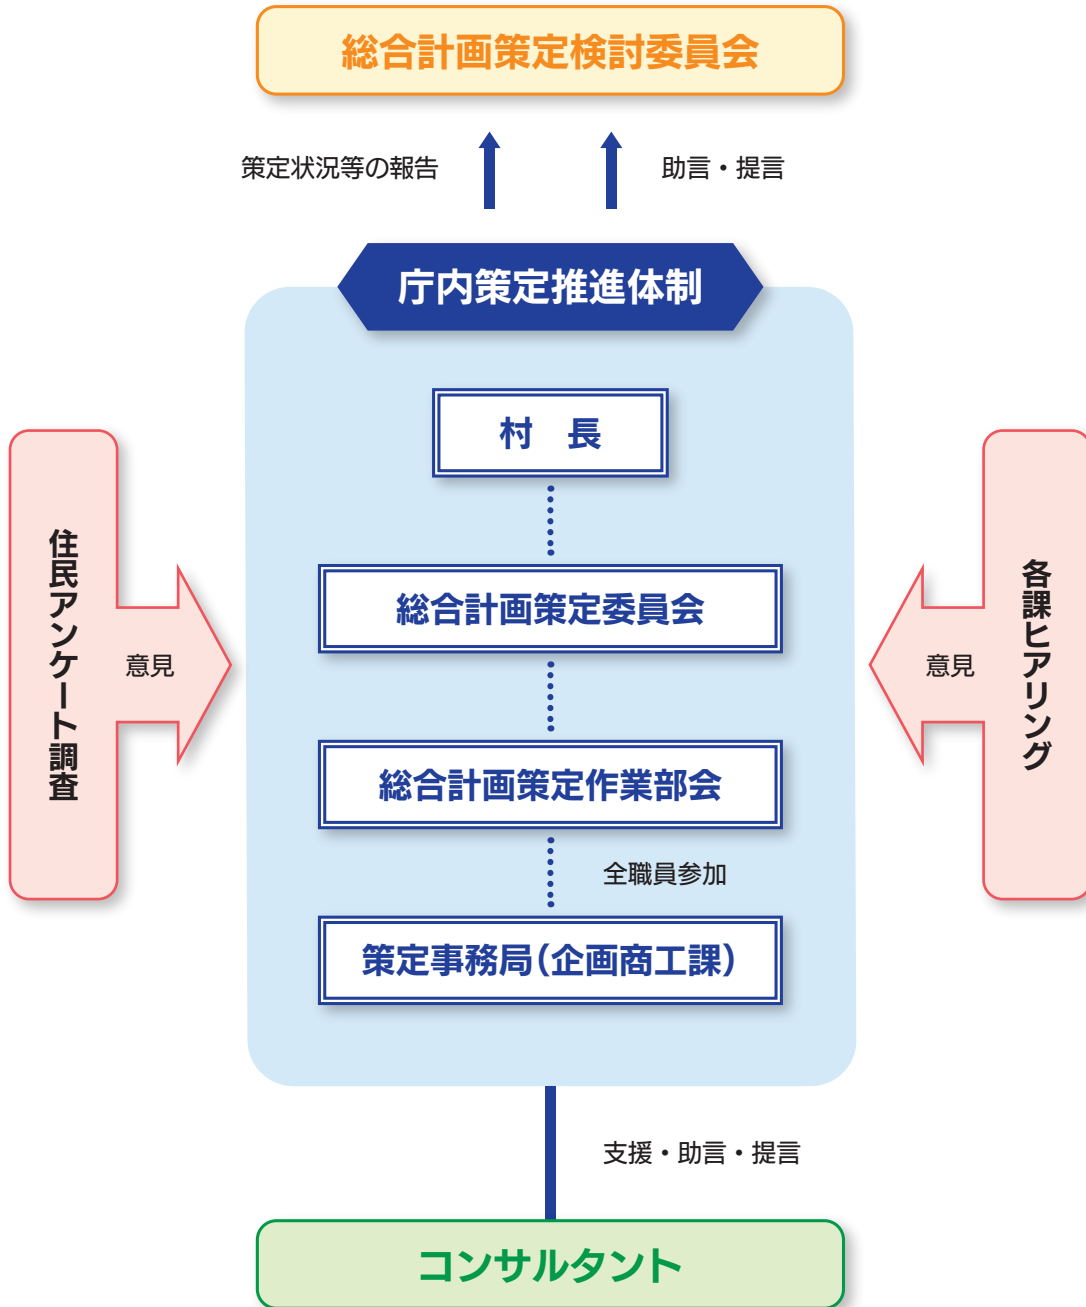 総合計画策定検討委員会
策定状況等の報告
助言・提言
庁内策定推進体制
村　長
総合計画策定委員会
住民アンケート調査
意見
意見
各課ヒアリング
総合計画策定作業部会
全職員参加
策定事務局（企画商工課）
支援・助言・提言
コンサルタント